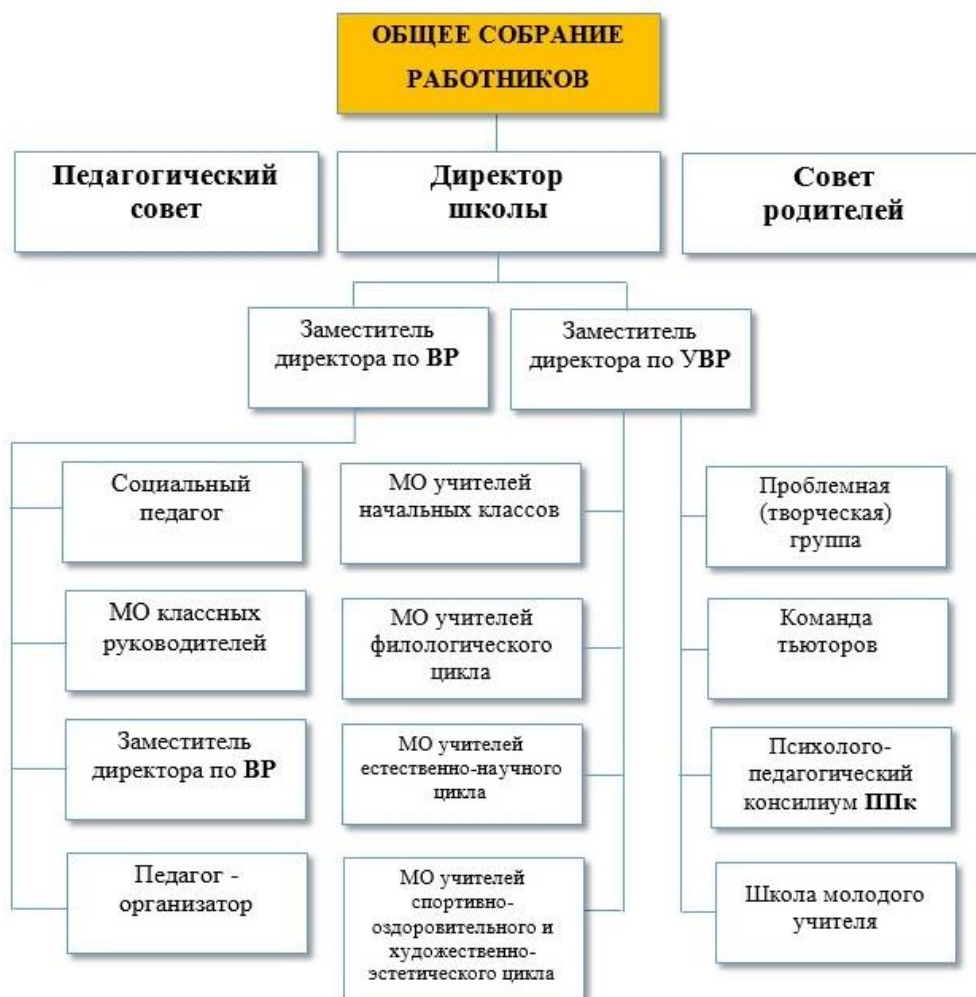 ОБЩЕЕ СОБРАНИЕ
РАБОТНИКОВ
Педагогический
совет
Директор
школы
Совет
родителей
Заместитель
директора по ВР
Заместитель
директора по УВР
Социальный
педагог
МО учителей
начальных классов
Проблемная
(творческая)
группа
МО классных
руководителей
МО учителей
филологического
цикла
Команда
тьюторов
Заместитель
директора по ВР
МО учителей
естественно-научного
цикла
Психолого-
педагогический
консилиум ППк
Педагог -
организатор
МО учителей
спортивно-
оздоровительного и
художественно-
эстетического цикла
Школа молодого
учителя